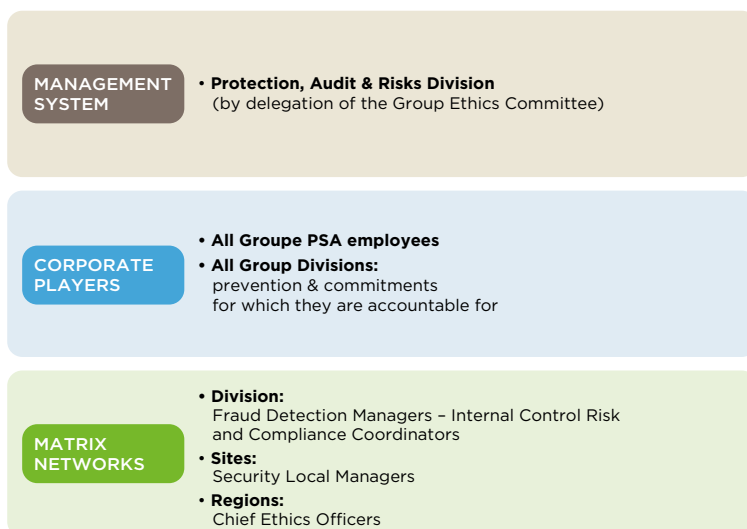 MANAGEMENT
SYSTEM
• Protection, Audit & Risks Division
(by delegation of the Group Ethics Committee)
CORPORATE
PLAYERS
• All Groupe PSA employees
• All Group Divisions:
prevention & commitments
for which they are accountable for
MATRIX
NETWORKS
• Division:
Fraud Detection Managers – Internal Control Risk
and Compliance Coordinators
• Sites:
Security Local Managers
• Regions:
Chief Ethics Officers